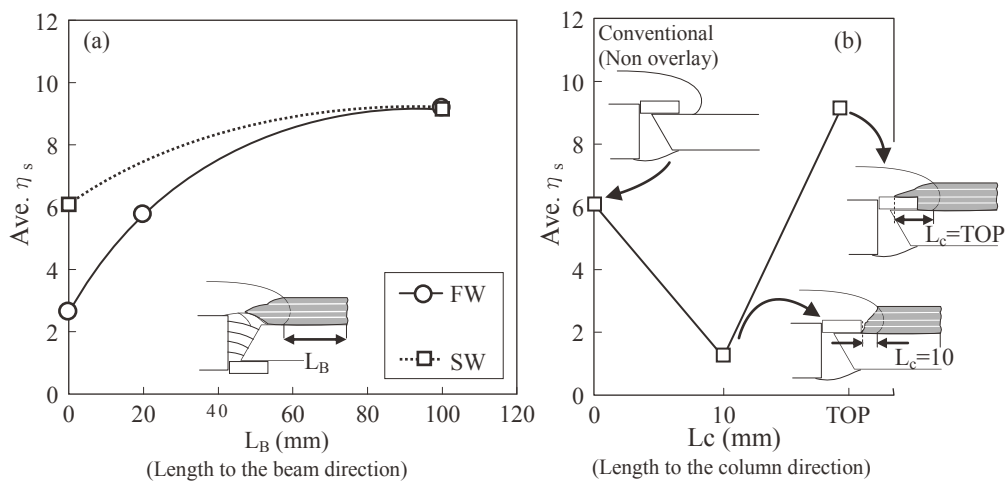 (a)
Ave. η s
12
10
8
6
4
2
0
0 20 40 60 80 100 120
L_B (mm)
(Length to the beam direction)
L_B
FW
SW
(b)
Conventional
(Non overlay)
Ave. η s
12
10
8
6
4
2
0
0 10 TOP
Lc (mm)
(Length to the column direction)
L_c=TOP
L_c=10